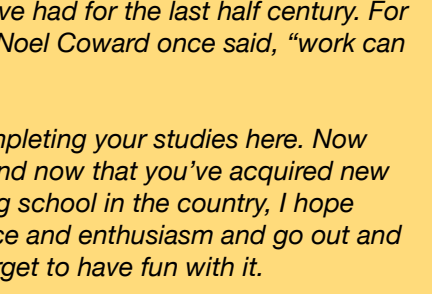 ve had for the last half century. For
Noel Coward once said, “work can
mpleting your studies here. Now
nd now that you’ve acquired new
g school in the country, I hope
ce and enthusiasm and go out and
rget to have fun with it.